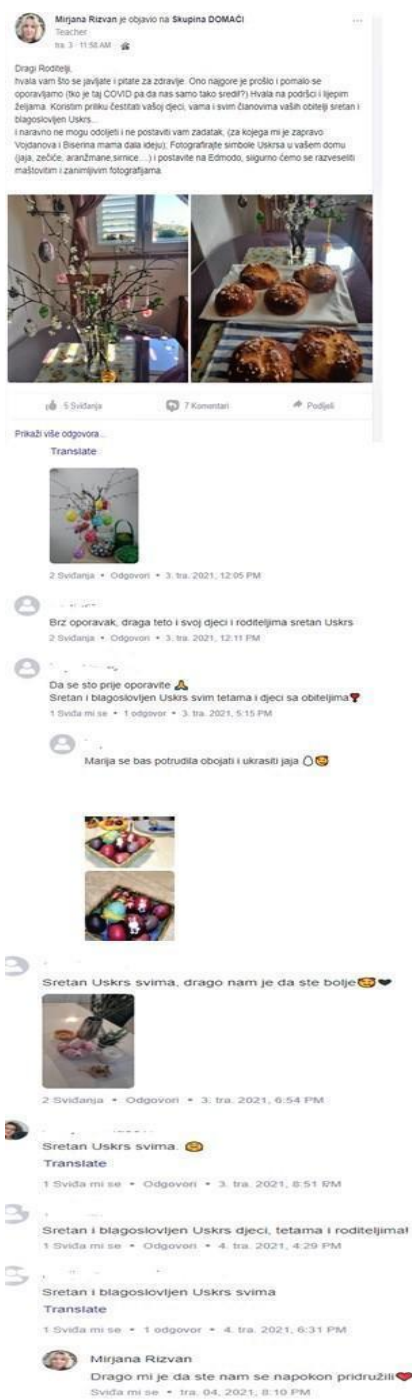 Mirjana Rizvan je objavio na Skupina DOMAĆI
Teacher
tra. 3 · 11:58 AM
Dragi Roditelji,
hvala vam što se javljate i pitate za zdravlje. Ono najgore je prošlo i pomalo se
oporavljamo (tko je taj COVID pa da nas samo tako sredi!?) Hvala na podršci i lijepim
željama. Koristim priliku čestitati vašoj djeci, vama i svim članovima vaših obitelji sretan i
blagoslovljen Uskrs...
i naravno ne mogu odoljeti i ne postaviti vam zadatak, (za kojega mi je zapravo
Vojdanova i Biserina mama dala ideju); Fotografirajte simbole Uskrsa u vašem domu
(jaja, zečiće, aranžmane,sirnice....) i postavite na Edmodo, sigurno ćemo se razveseliti
maštovitim i zanimljivim fotografijama.
5 Sviđanja 7 Komentari Podijeli
Prikaži više odgovora...
Translate
2 Sviđanja • Odgovori • 3. tra. 2021, 12:05 PM
Brz oporavak, draga teto i svoj djeci i roditeljima sretan Uskrs
2 Sviđanja • Odgovori • 3. tra. 2021, 12:11 PM
Da se sto prije oporavite 🙏
Sretan i blagoslovljen Uskrs svim tetama i djeci sa obiteljima❣
1 Sviđa mi se • 1 odgovor • 3. tra. 2021, 5:15 PM
Marija se bas potrudila obojati i ukrasiti jaja 🥚🥰
Sretan Uskrs svima, drago nam je da ste bolje🥰❤
2 Sviđanja • Odgovori • 3. tra. 2021, 6:54 PM
Sretan Uskrs svima. 🤗
Translate
1 Sviđa mi se • Odgovori • 3. tra. 2021, 8:51 PM
Sretan i blagoslovljen Uskrs djeci, tetama i roditeljima!
1 Sviđa mi se • Odgovori • 4. tra. 2021, 4:29 PM
Sretan i blagoslovljen Uskrs svima
Translate
1 Sviđa mi se • 1 odgovor • 4. tra. 2021, 6:31 PM
Mirjana Rizvan
Drago mi je da ste nam se napokon pridružili❤
Sviđa mi se • tra. 04, 2021, 8:10 PM